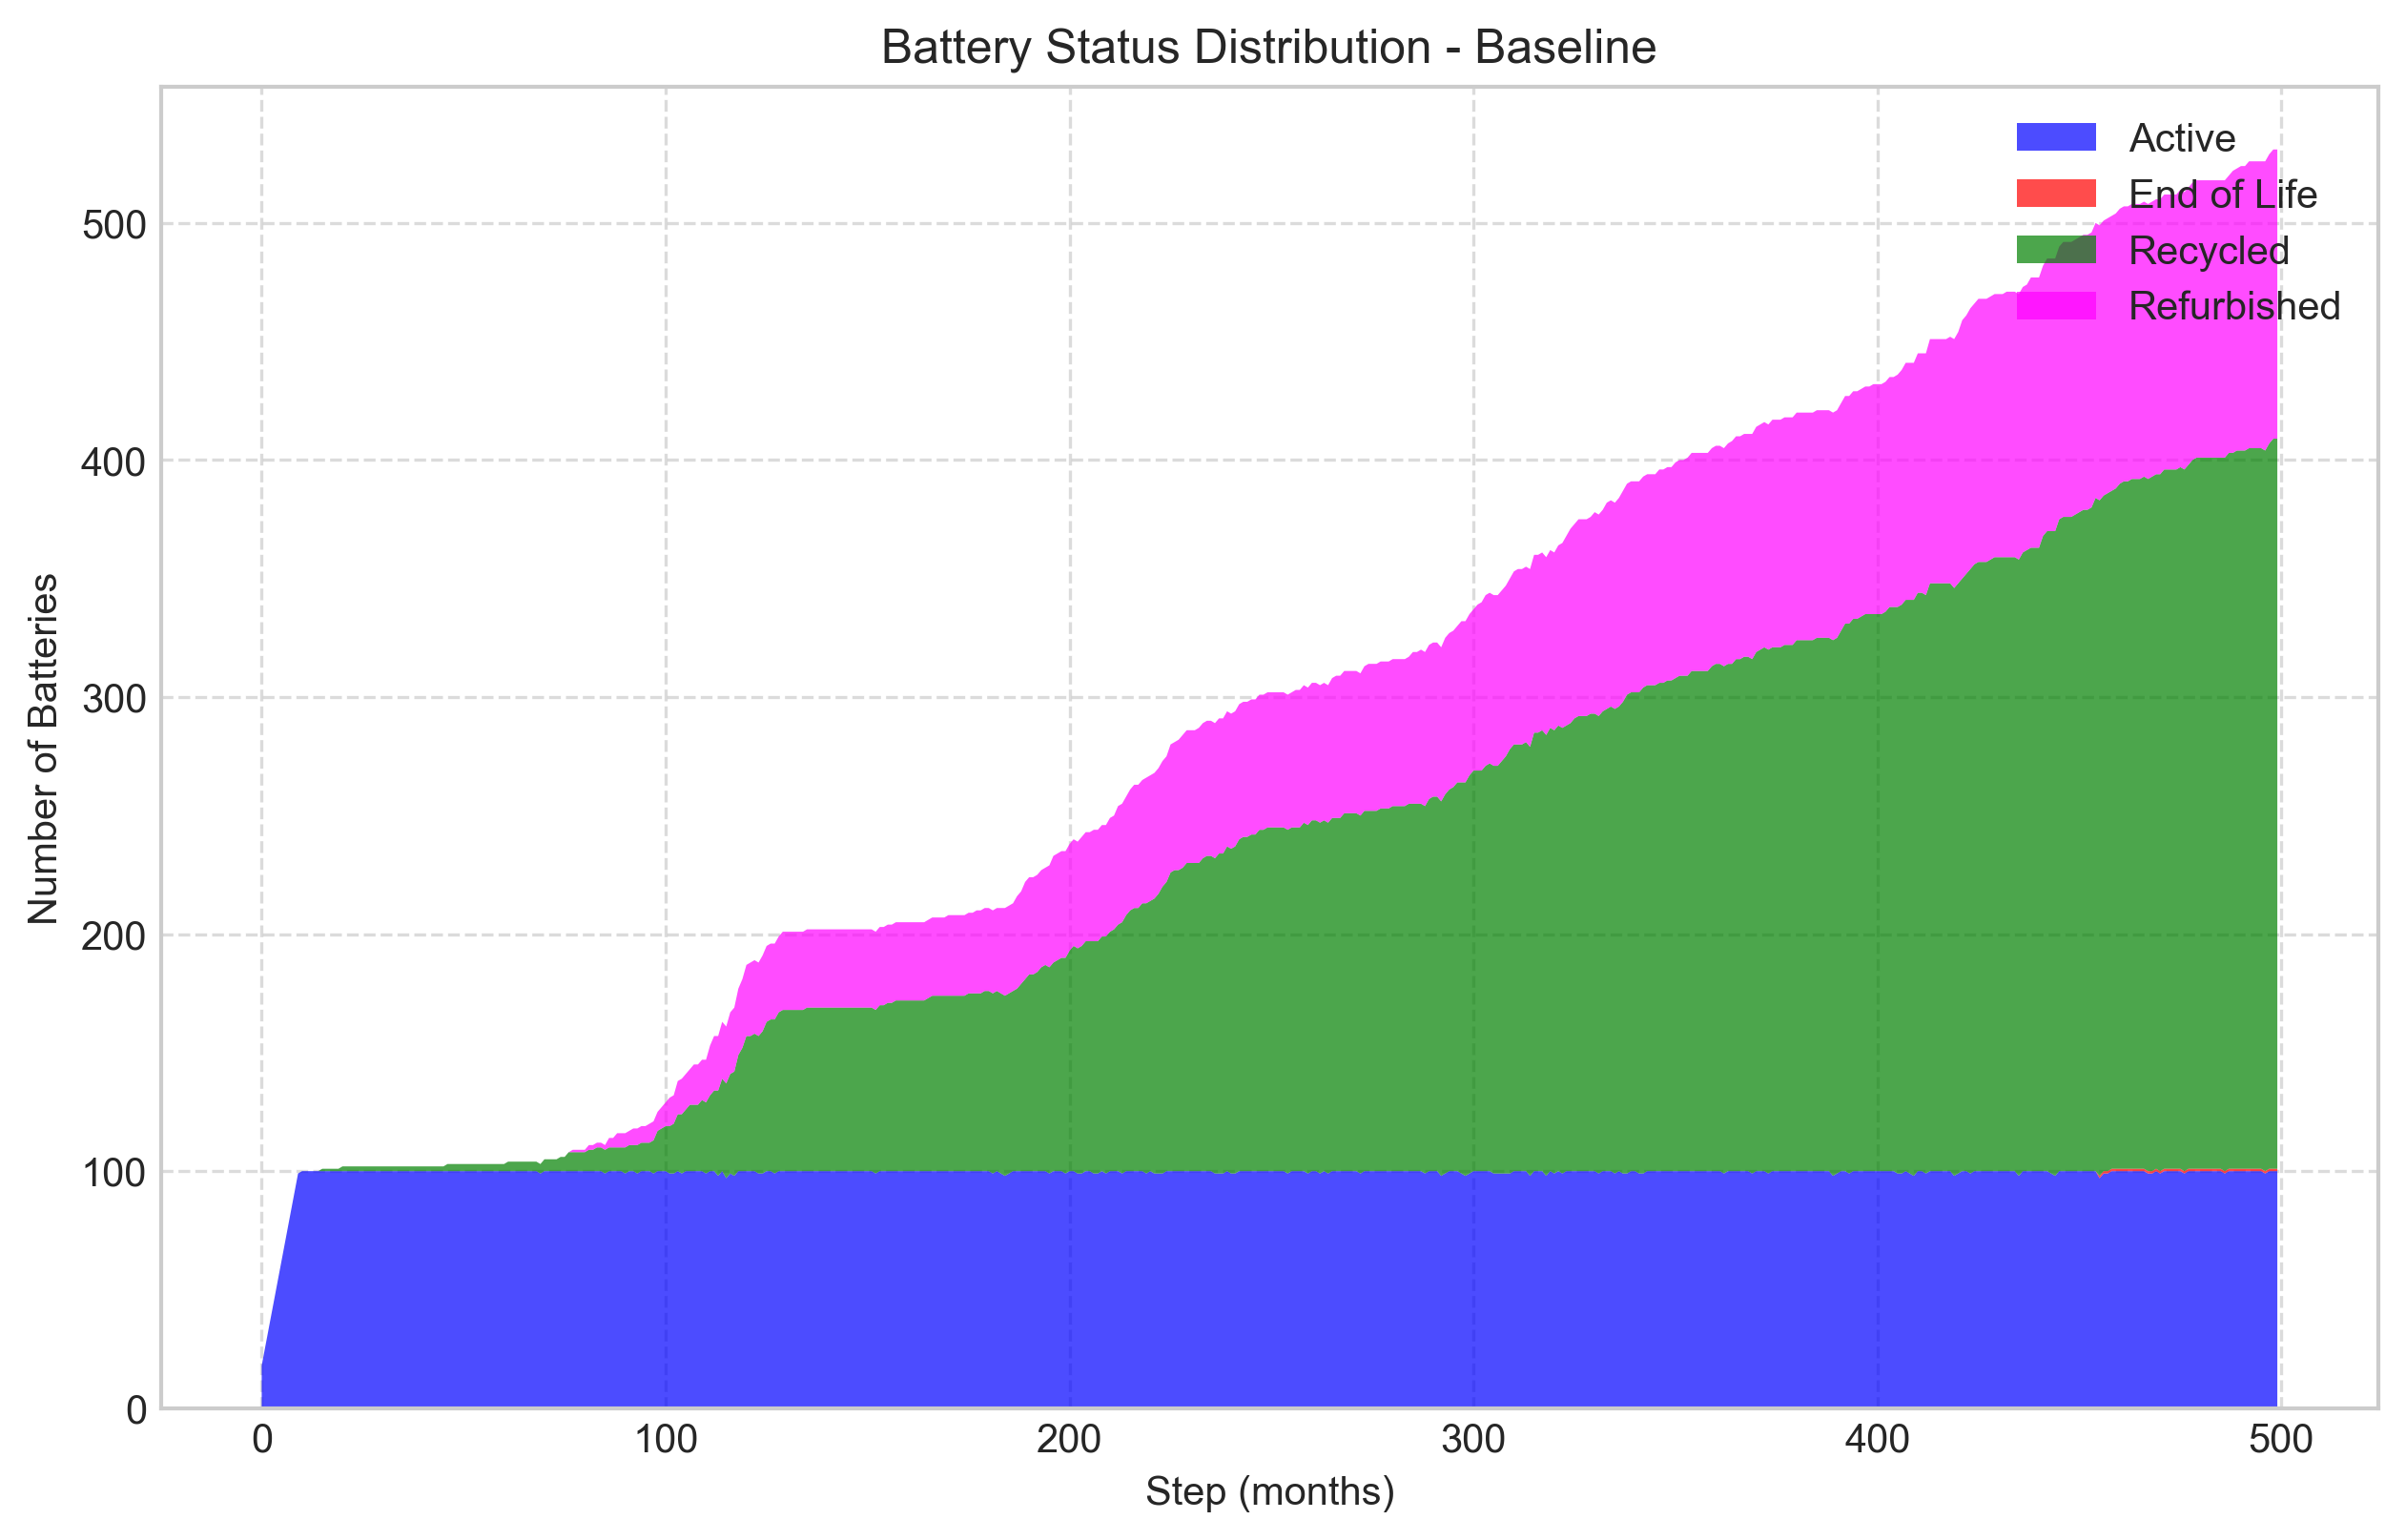 Battery Status Distribution - Baseline
Active
End of Life
Recycled
Refurbished
Number of Batteries
500
400
300
200
100
0
0 100 200 300 400 500
Step (months)